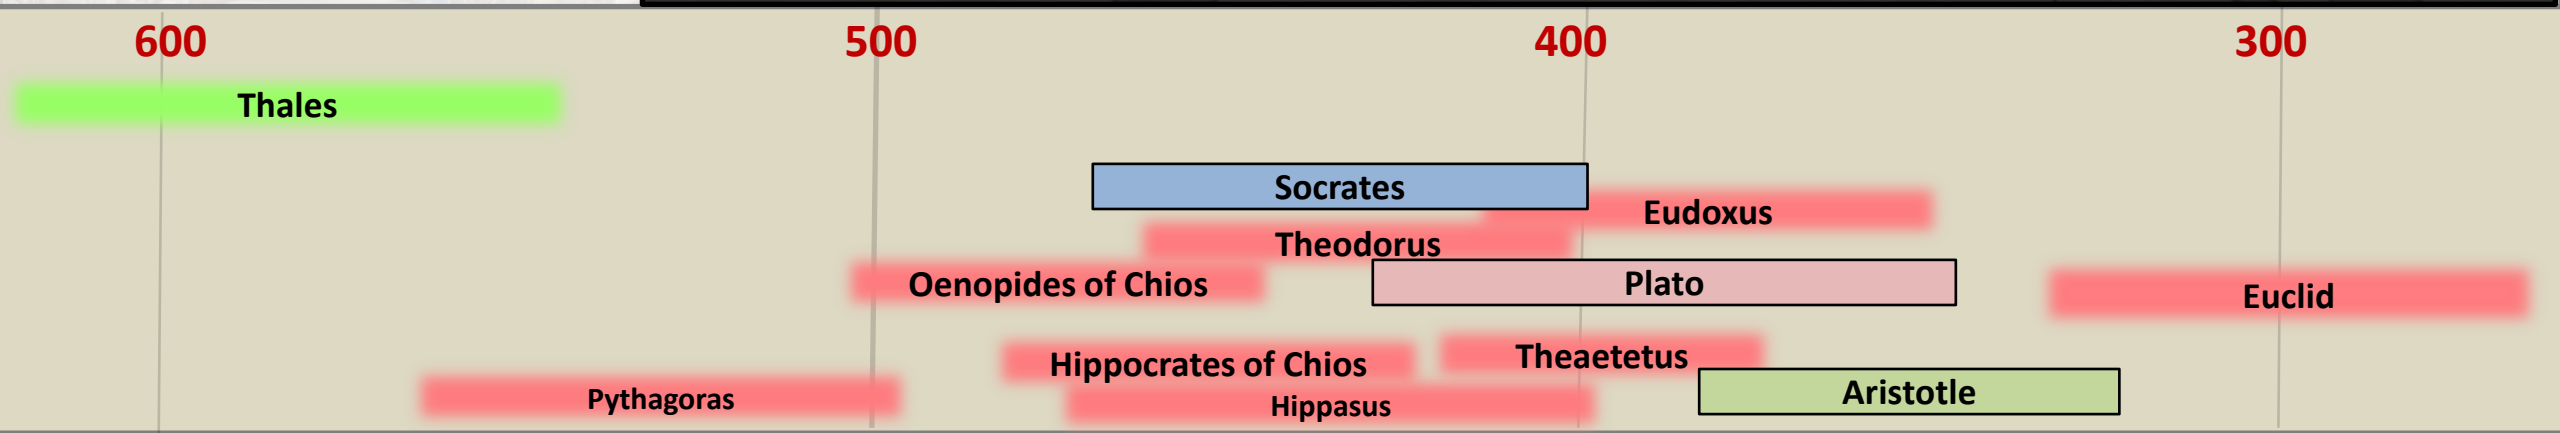 600 500 400 300
Thales
Socrates
Eudoxus
Theodorus
Oenopides of Chios Plato Euclid
Hippocrates of Chios Theaetetus
Pythagoras Hippasus Aristotle